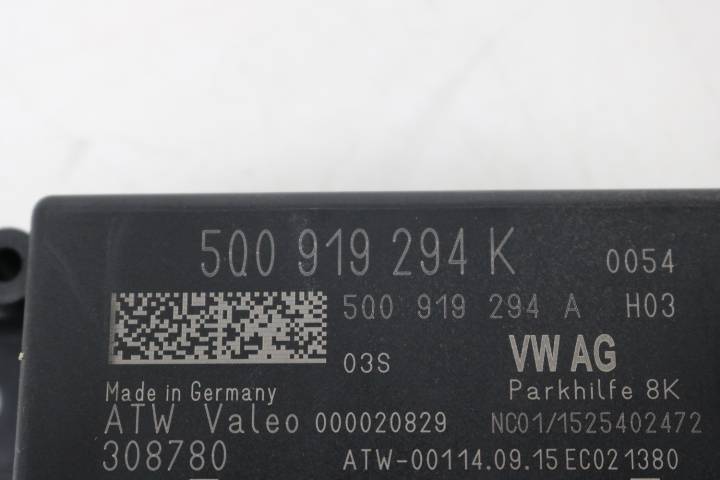 5Q0 919 294 K 0054
5Q0 919 294 A H03
03S VW AG
Made in Germany Parkhilfe 8K
ATW Valeo 000020829 NC01/1525402472
308780 ATW-00114.09.15 EC021380